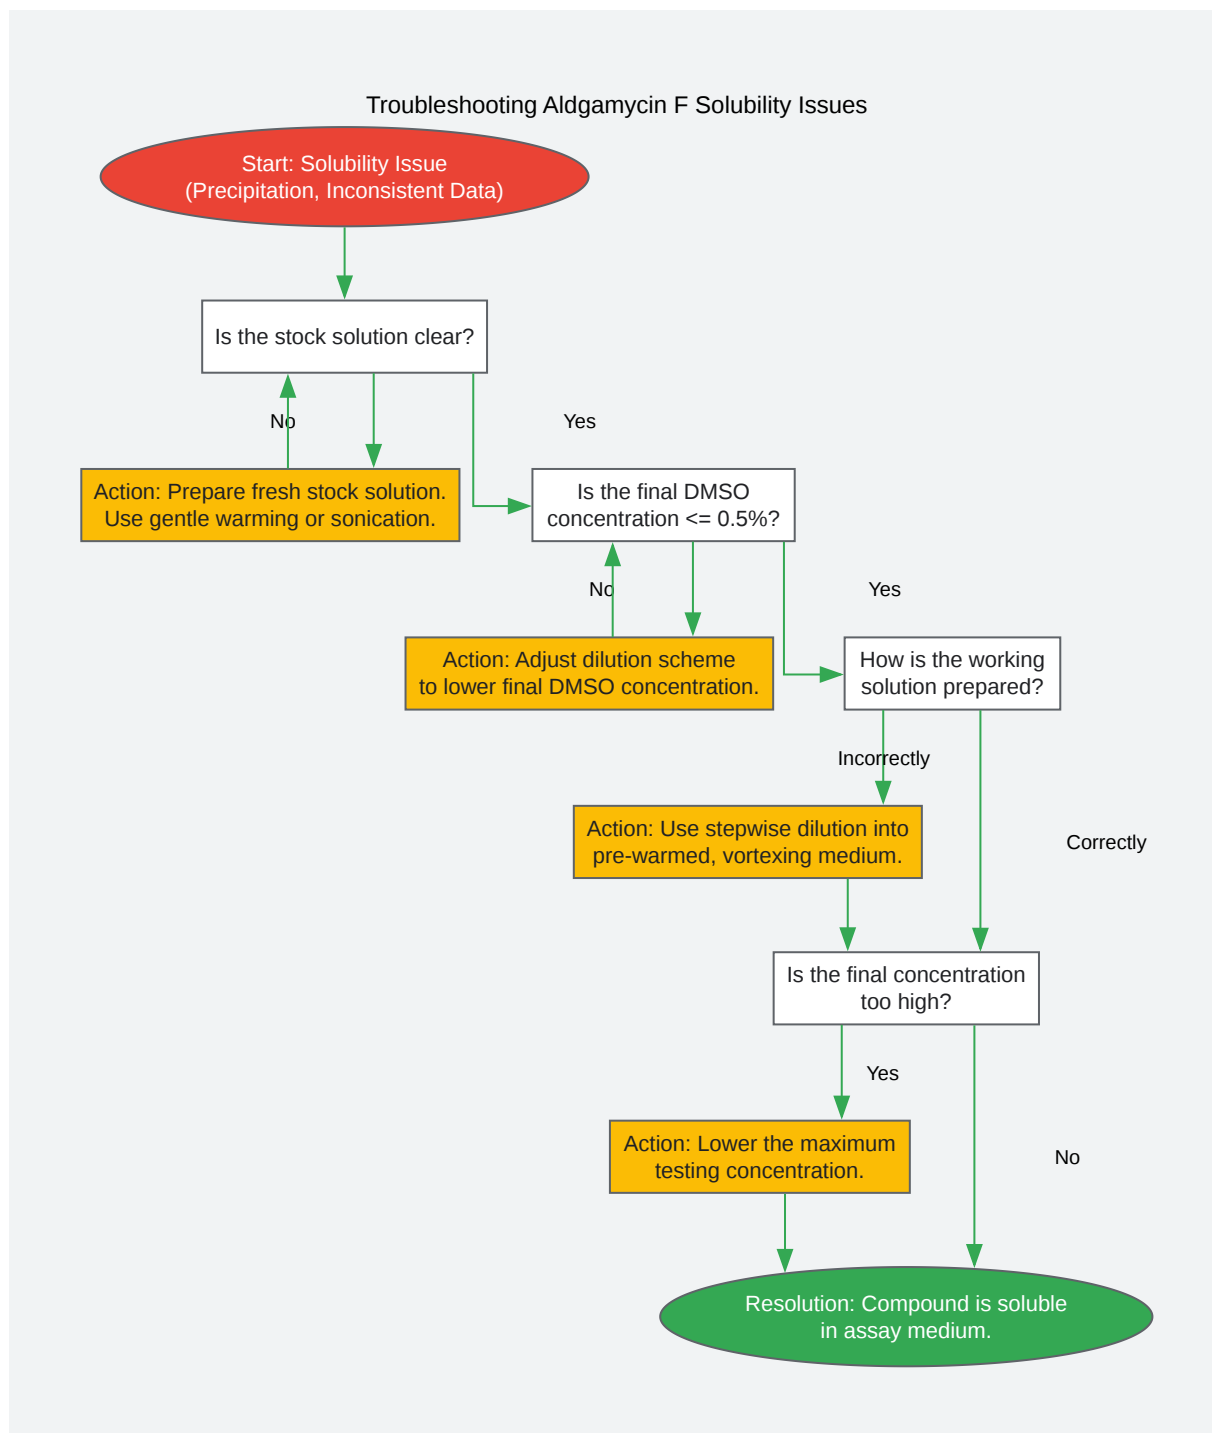 Troubleshooting Aldgamycin F Solubility Issues
Start: Solubility Issue
(Precipitation, Inconsistent Data)
Is the stock solution clear?
No
Yes
Action: Prepare fresh stock solution.
Use gentle warming or sonication.
Is the final DMSO
concentration <= 0.5%?
No
Yes
Action: Adjust dilution scheme
to lower final DMSO concentration.
How is the working
solution prepared?
Incorrectly
Action: Use stepwise dilution into
pre-warmed, vortexing medium.
Correctly
Is the final concentration
too high?
Yes
Action: Lower the maximum
testing concentration.
No
Resolution: Compound is soluble
in assay medium.